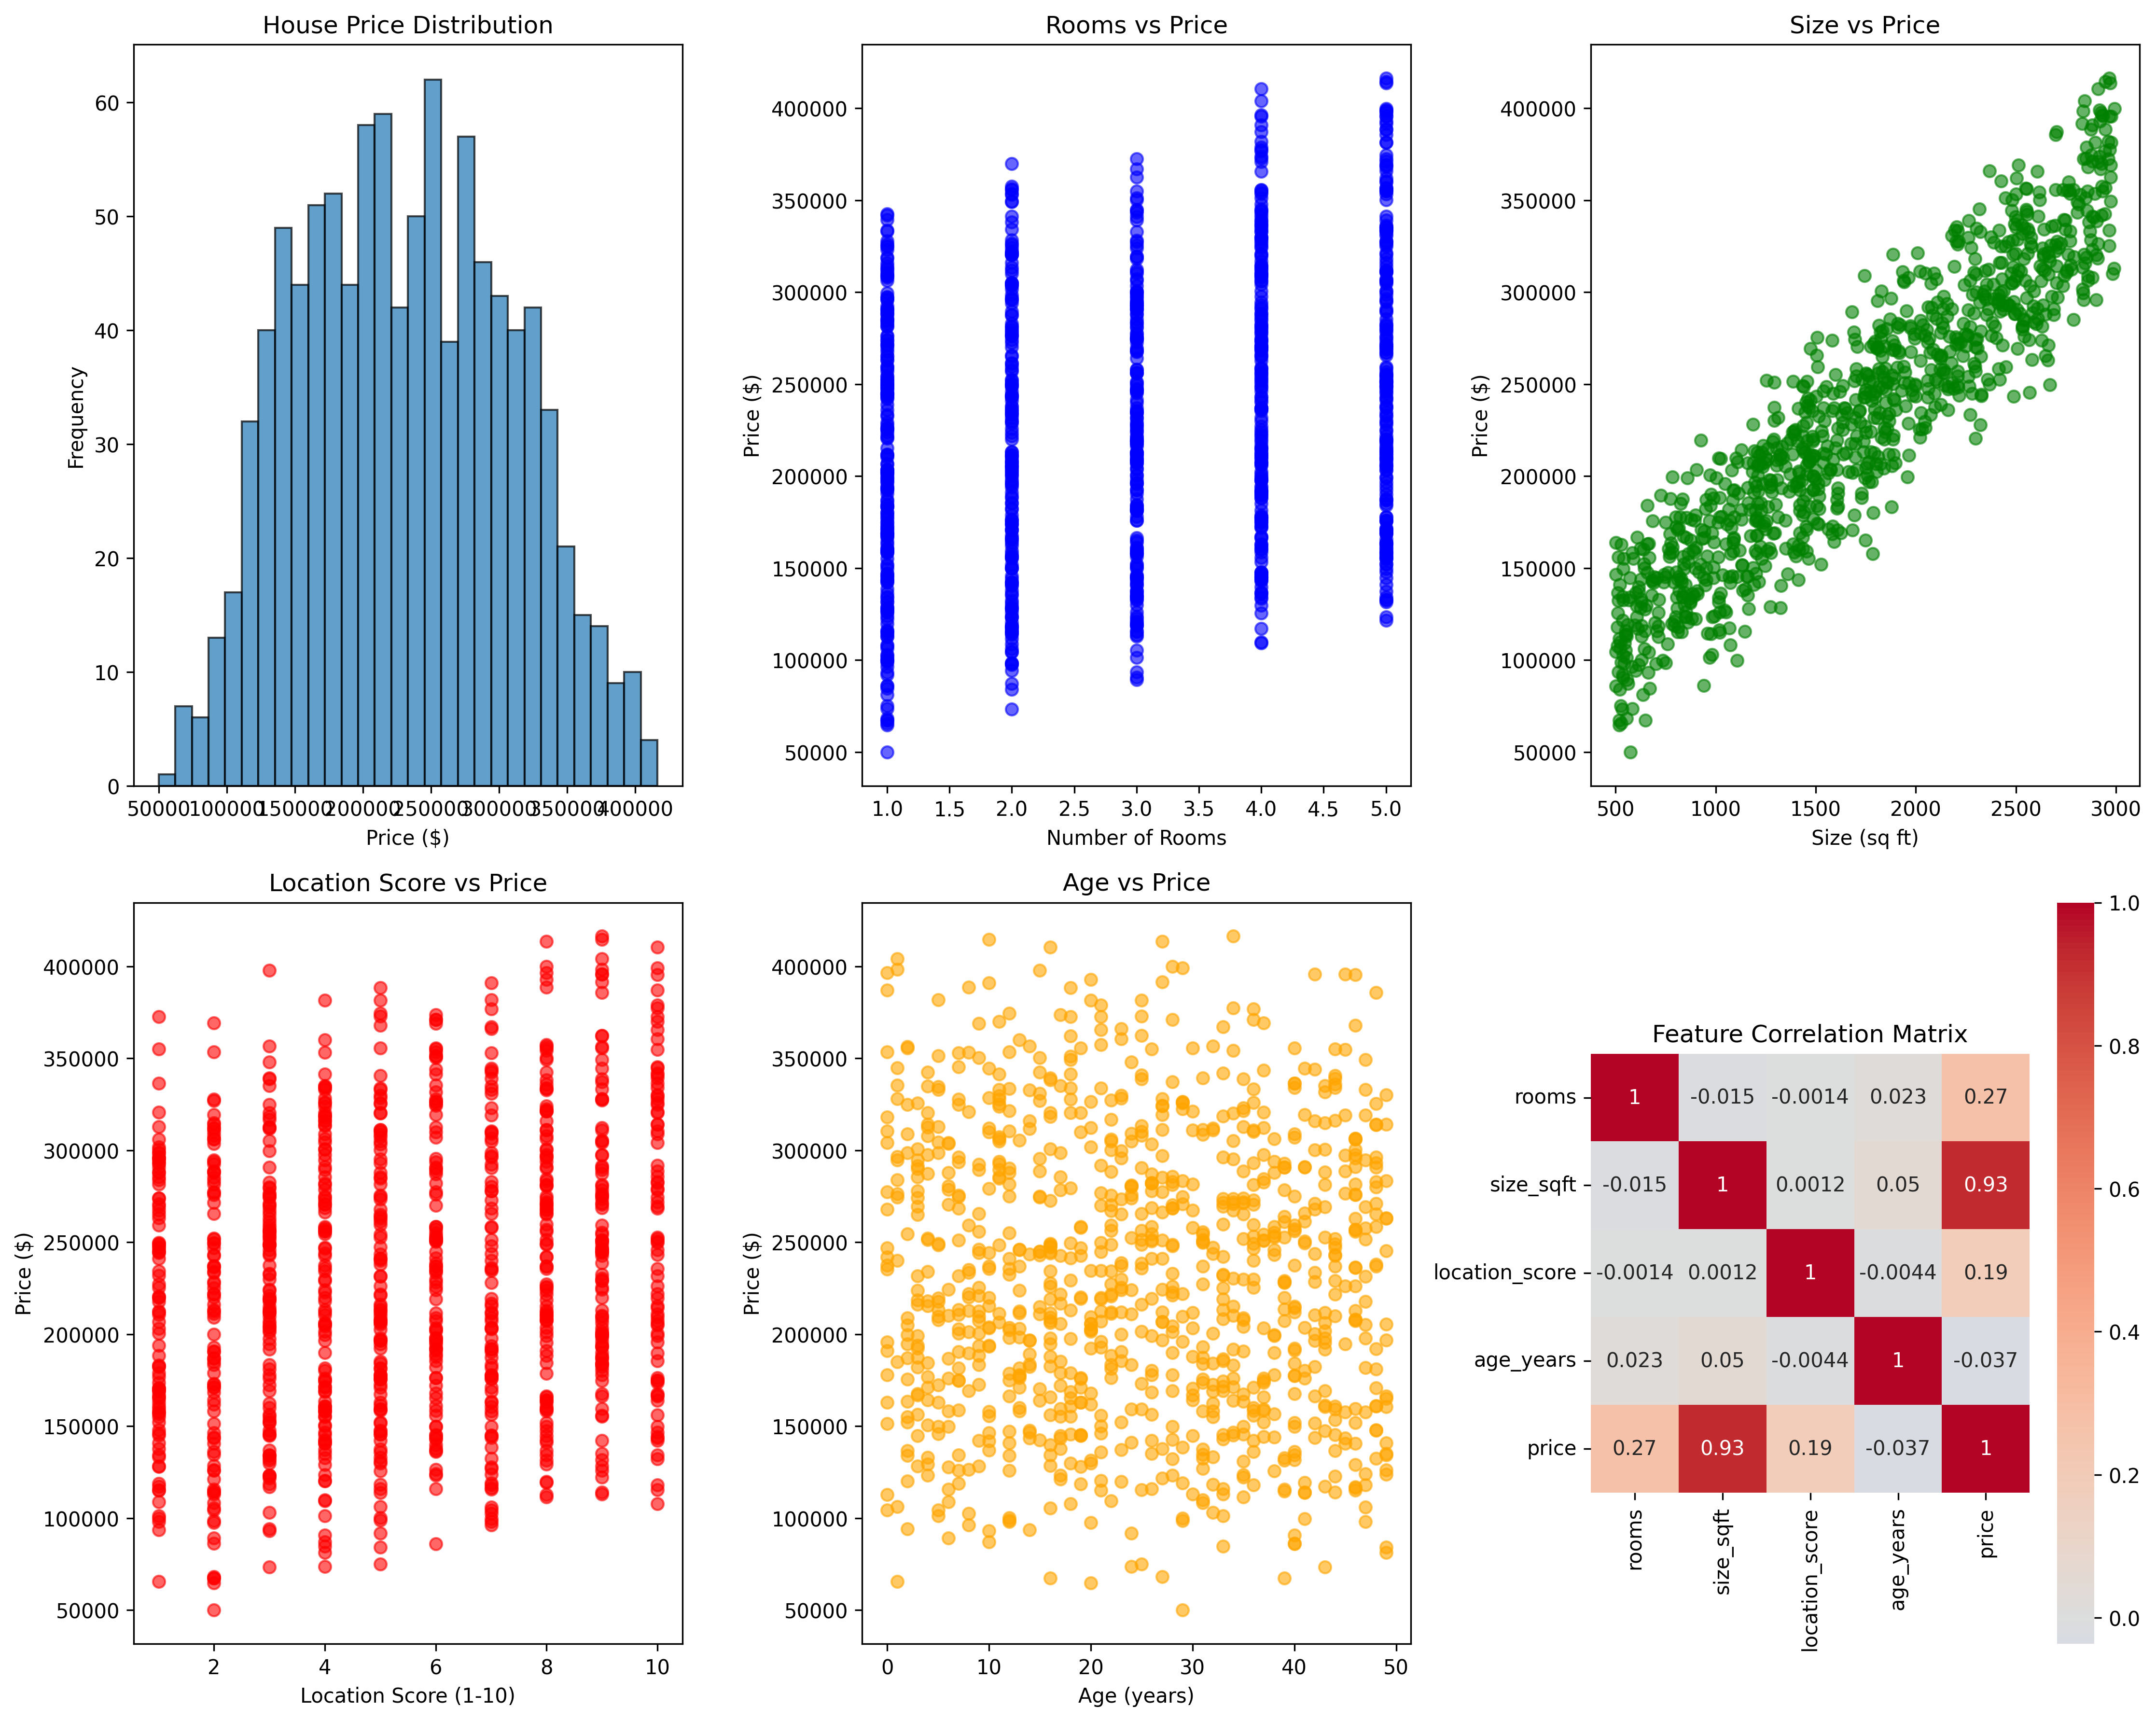 House Price Distribution
60
50
40
30
20
10
0
Frequency
50000 100000 150000 200000 250000 300000 350000 400000
Price ($)
Rooms vs Price
400000
350000
300000
250000
200000
150000
100000
50000
Price ($)
1.0 1.5 2.0 2.5 3.0 3.5 4.0 4.5 5.0
Number of Rooms
Size vs Price
400000
350000
300000
250000
200000
150000
100000
50000
Price ($)
500 1000 1500 2000 2500 3000
Size (sq ft)
Location Score vs Price
400000
350000
300000
250000
200000
150000
100000
50000
Price ($)
2 4 6 8 10
Location Score (1-10)
Age vs Price
400000
350000
300000
250000
200000
150000
100000
50000
Price ($)
0 10 20 30 40 50
Age (years)
Feature Correlation Matrix
rooms 1 -0.015 -0.0014 0.023 0.27
size_sqft -0.015 1 0.0012 0.05 0.93
location_score -0.0014 0.0012 1 -0.0044 0.19
age_years 0.023 0.05 -0.0044 1 -0.037
price 0.27 0.93 0.19 -0.037 1
rooms size_sqft location_score age_years price
1.0
0.8
0.6
0.4
0.2
0.0